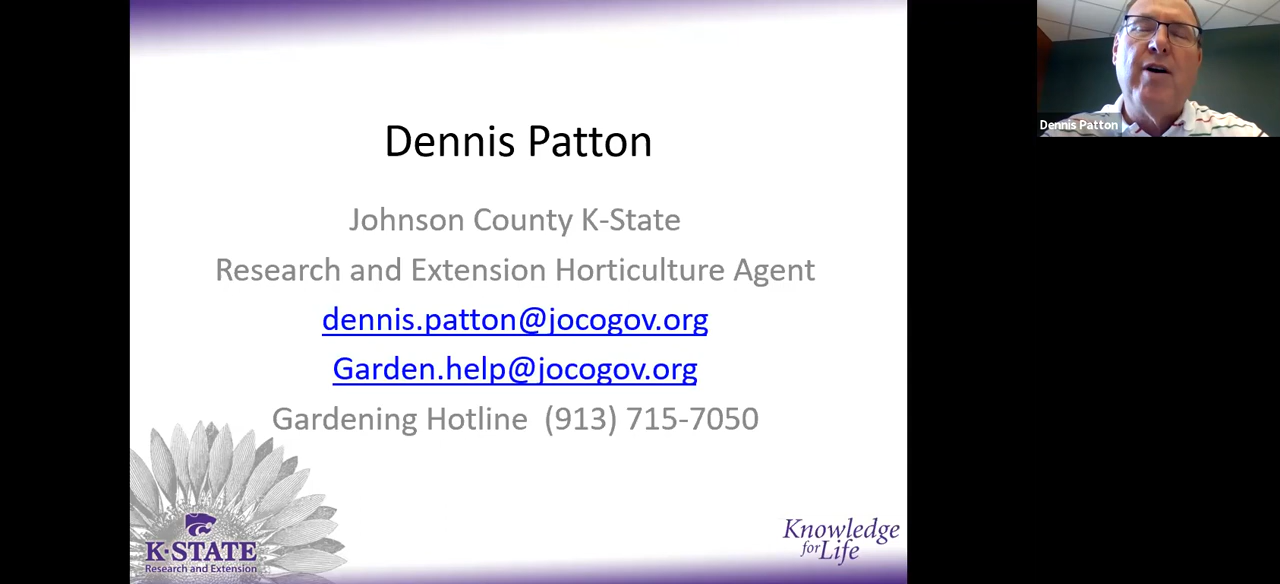 Dennis Patton
Johnson County K-State
Research and Extension Horticulture Agent
dennis.patton@jocogov.org
Garden.help@jocogov.org
Gardening Hotline (913) 715-7050
K-STATE
Research and Extension
Knowledge
for Life
Dennis Patton